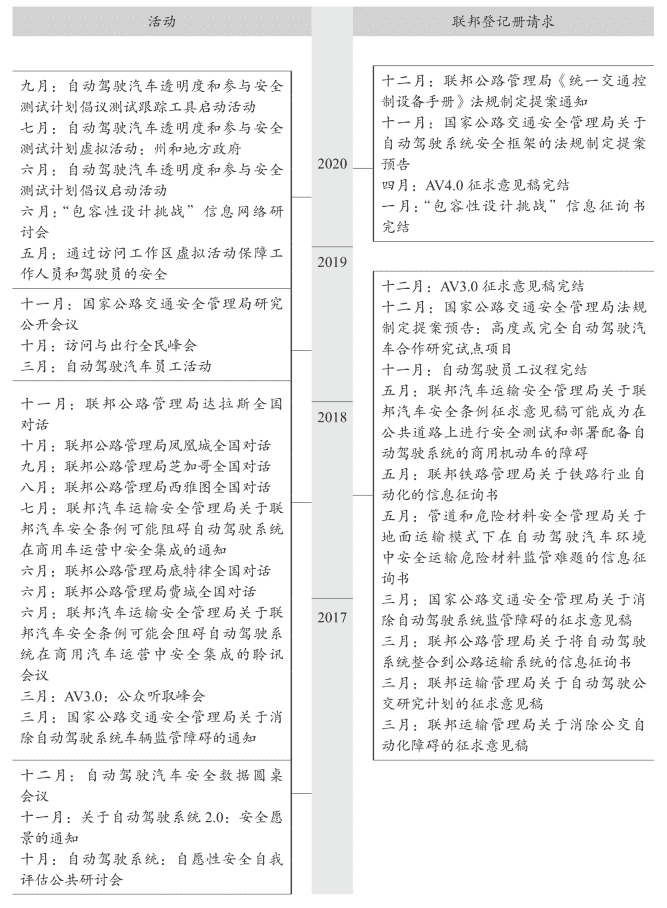 活动
联邦登记册请求
九月：自动驾驶汽车透明度和参与安全
测试计划倡议测试跟踪工具启动活动
七月：自动驾驶汽车透明度和参与安全
测试计划虚拟活动：州和地方政府
六月：自动驾驶汽车透明度和参与安全
测试计划倡议启动活动
六月：“包容性设计挑战”信息网络研
讨会
五月：通过访问工作区虚拟活动保障工
作人员和驾驶员的安全
十一月：国家公路交通安全管理局研究
公开会议
十月：访问与出行全民峰会
三月：自动驾驶汽车员工活动
十一月：联邦公路管理局达拉斯全国
对话
十月：联邦公路管理局凤凰城全国对话
九月：联邦公路管理局芝加哥全国对话
八月：联邦公路管理局西雅图全国对话
七月：联邦汽车运输安全管理局关于联
邦汽车安全条例可能阻碍自动驾驶系统
在商用车运营中安全集成的通知
六月：联邦公路管理局底特律全国对话
六月：联邦公路管理局费城全国对话
六月：联邦汽车运输安全管理局关于联
邦汽车安全条例可能会阻碍自动驾驶系
统在商用汽车运营中安全集成的聆讯
会议
三月：AV3.0：公众听取峰会
三月：国家公路交通安全管理局关于消
除自动驾驶系统车辆监管障碍的通知
十二月：自动驾驶汽车安全数据圆桌
会议
十一月：关于自动驾驶系统2.0：安全愿
景的通知
十月：自动驾驶系统：自愿性安全自我
评估公共研讨会
2020
2019
2018
2017
十二月：联邦公路管理局《统一交通控
制设备手册》法规制定提案通知
十一月：国家公路交通安全管理局关于
自动驾驶系统安全框架的法规制定提案
预告
四月：AV4.0征求意见稿完结
一月：“包容性设计挑战”信息征询书
完结
十二月：AV3.0征求意见稿完结
十二月：国家公路交通安全管理局法规
制定提案预告：高度或完全自动驾驶汽
车合作研究试点项目
十一月：自动驾驶员工议程完结
五月：联邦汽车运输安全管理局关于联
邦汽车安全条例征求意见稿可能成为在
公共道路上进行安全测试和部署配备自
动驾驶系统的商用机动车的障碍
五月：联邦铁路管理局关于铁路行业自
动化的信息征询书
五月：管道和危险材料安全管理局关于
地面运输模式下在自动驾驶汽车环境
中安全运输危险材料监管难题的信息征
询书
三月：国家公路交通安全管理局关于消
除自动驾驶系统监管障碍的征求意见稿
三月：联邦公路管理局关于将自动驾驶
系统整合到公路运输系统的信息征询书
三月：联邦运输管理局关于自动驾驶公
交研究计划的征求意见稿
三月：联邦运输管理局关于消除公交自
动化障碍的征求意见稿